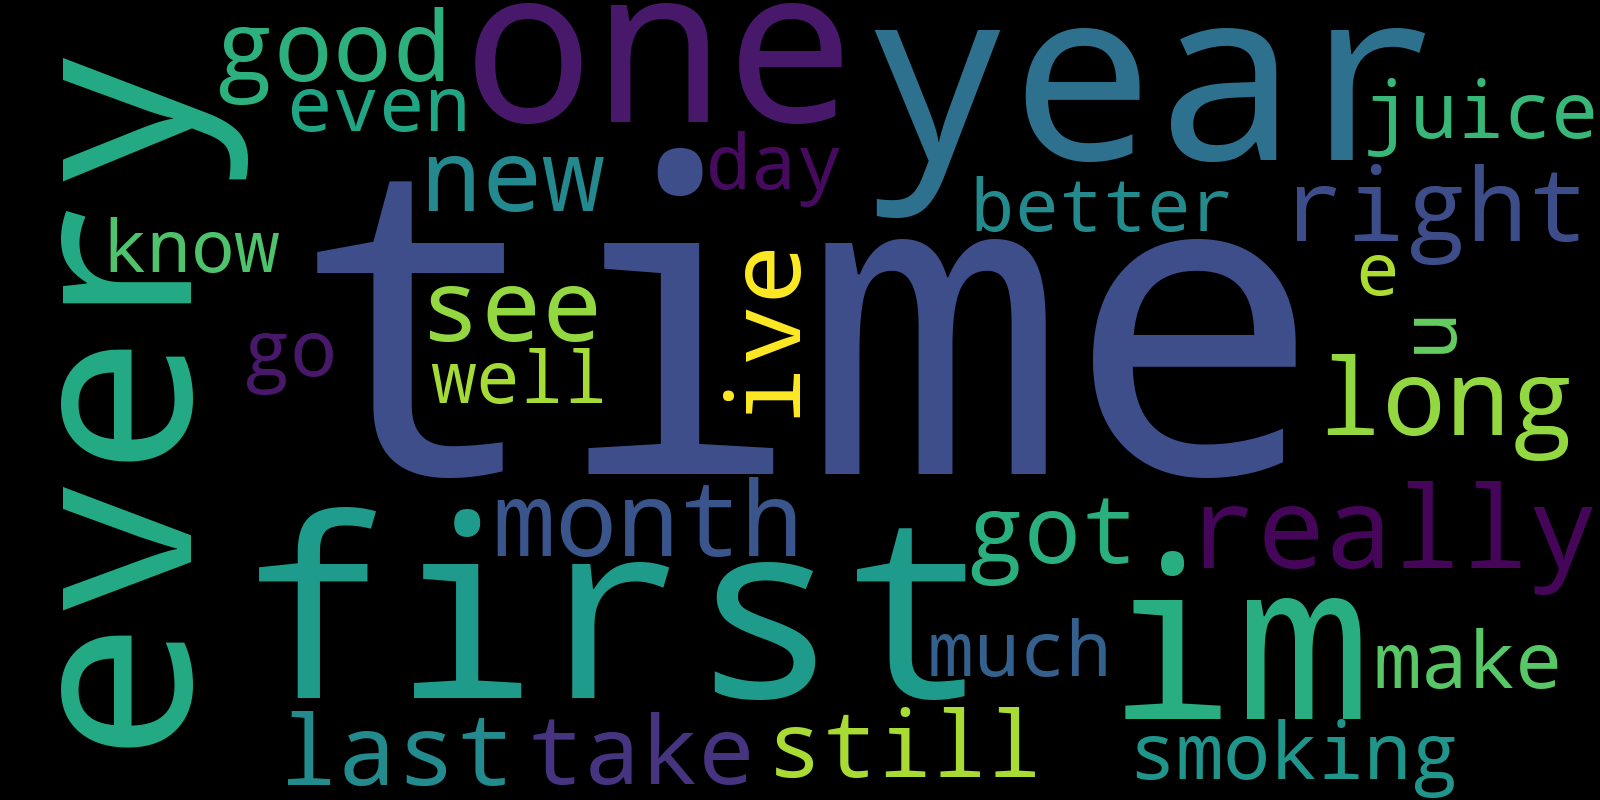 good
one
year
even
juice
new
day
better
right
every
know
time
ive
e
see
go
u
well
long
month
got
really
first
im
much
make
last
take
still
smoking